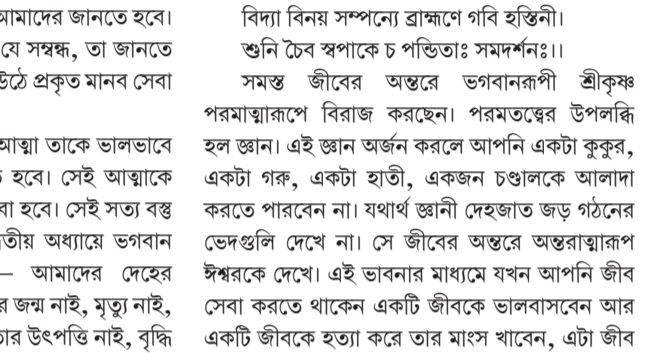 আমাদের জানতে হবে।
যে সম্বন্ধ, তা জানতে
উঠে প্রকৃত মানব সেবা
আত্মা তাকে ভালভাবে
হবে। সেই আত্মাকে
হবে। সেই সত্য বস্তু
অধ্যায়ে ভগবান
— আমাদের দেহের
জন্ম নাই, মৃত্যু নাই,
উৎপত্তি নাই, বৃদ্ধি
বিদ্যা বিনয় সম্পন্যে ব্রাহ্মণে গবি হস্তিনী।
শুনি চৈব স্বপাকে চ পন্ডিতাঃ সমদর্শনঃ।।
সমস্ত জীবের অন্তরে ভগবানরূপী শ্রীকৃষ্ণ
পরমাত্মারূপে বিরাজ করছেন। পরমতত্ত্বের উপলব্ধি
হল জ্ঞান। এই জ্ঞান অর্জন করলে আপনি একটা কুকুর,
একটা গরু, একটা হাতী, একজন চণ্ডালকে আলাদা
করতে পারবেন না। যথার্থ জ্ঞানী দেহজাত জড় গঠনের
ভেদগুলি দেখে না। সে জীবের অন্তরে অন্তরাত্মারূপ
ঈশ্বরকে দেখে। এই ভাবনার মাধ্যমে যখন আপনি জীব
সেবা করতে থাকেন একটি জীবকে ভালবাসবেন আর
একটি জীবকে হত্যা করে তার মাংস খাবেন, এটা জীব